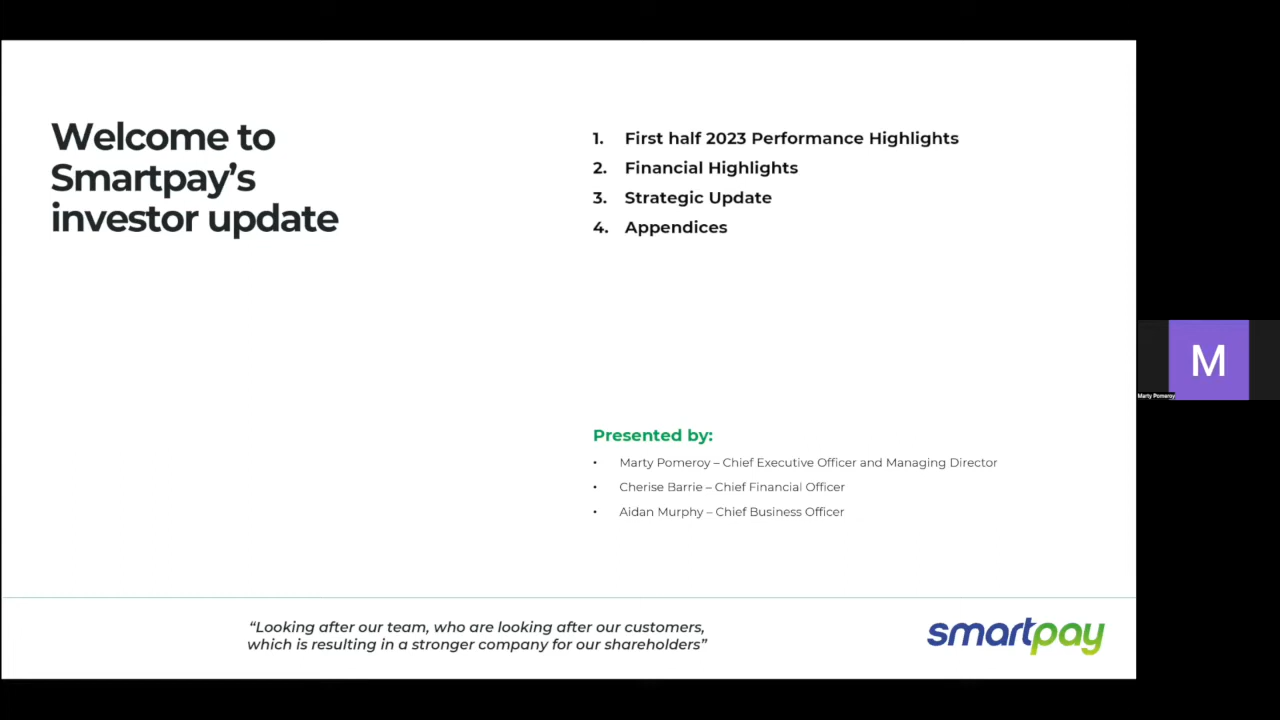 Welcome to
Smartpay’s
investor update
1. First half 2023 Performance Highlights
2. Financial Highlights
3. Strategic Update
4. Appendices
Presented by:
• Marty Pomeroy – Chief Executive Officer and Managing Director
• Cherise Barrie – Chief Financial Officer
• Aidan Murphy – Chief Business Officer
“Looking after our team, who are looking after our customers,
which is resulting in a stronger company for our shareholders”
smartpay
M
Marty Pomeroy